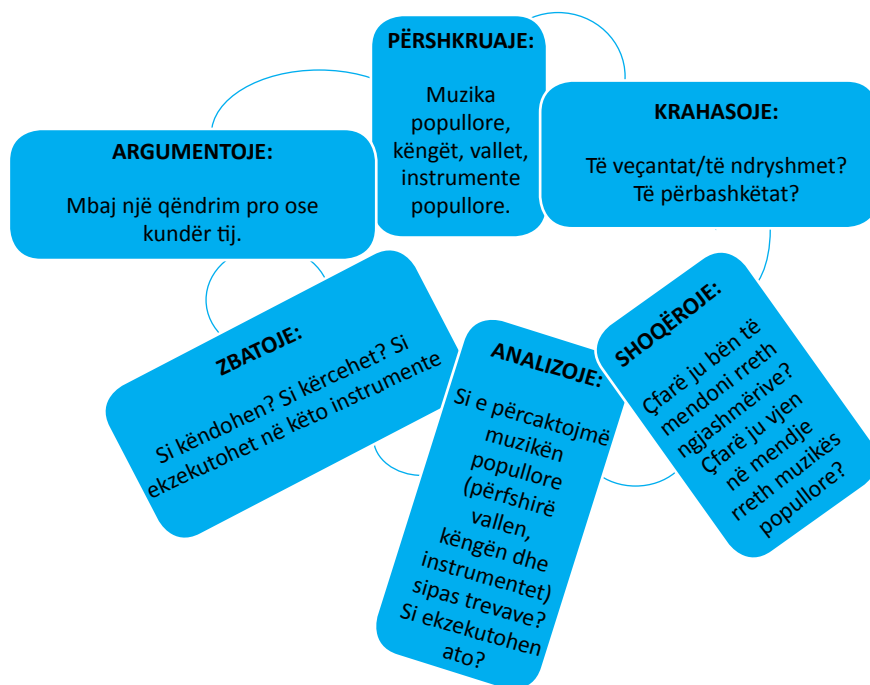 PËRSHKRUAJE:
Muzika
popullore,
këngët, vallet,
instrumente
popullore.
KRAHASOJE:
Të veçantat/të ndryshmet?
Të përbashkëtat?
SHOQËROJE:
Çfarë ju bën të
mendoni rreth
ngjashmërive?
Çfarë ju vjen
në mendje
rreth muzikës
popullore?
ANALIZOJE:
Si e përcaktojmë
muzikën
popullore
(përfshirë
vallen,
këngën dhe
instrumentet)
sipas trevave?
Si ekzekutohen
ato?
ZBATOJE:
Si këndohen? Si kërcehet? Si
ekzekutohet në këto instrumente
ARGUMENTOJE:
Mbaj një qëndrim pro ose
kundër tij.